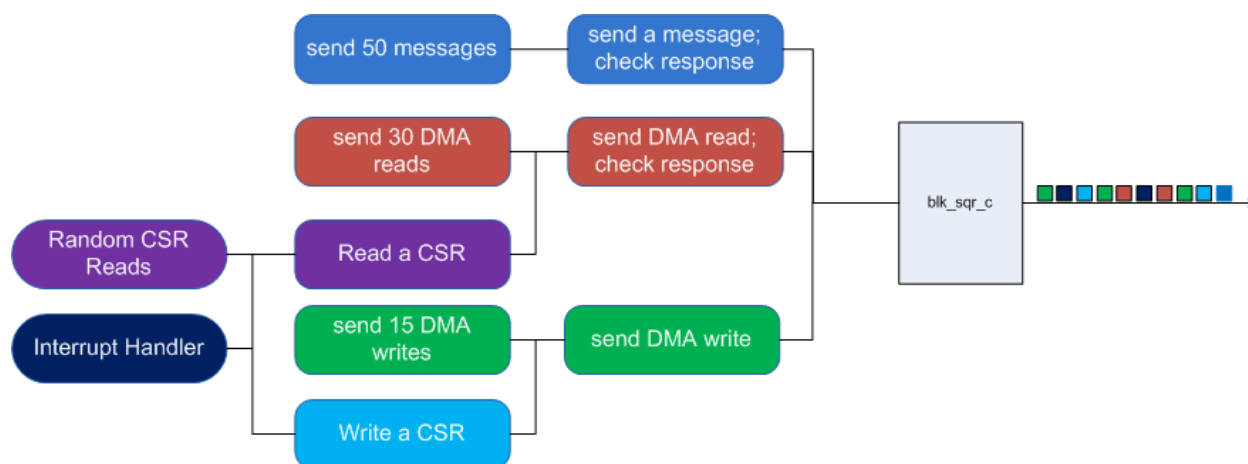 send 50 messages
send a message;
check response
send 30 DMA
reads
send DMA read;
check response
blk_sqr_c
Random CSR
Reads
Read a CSR
send 15 DMA
writes
send DMA write
Interrupt Handler
Write a CSR